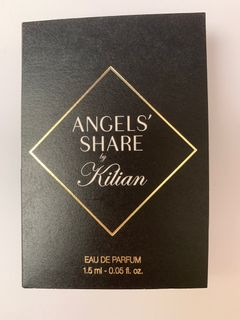 ANGELS'
SHARE
by
Kilian
EAU DE PARFUM
1.5 ml - 0.05 fl. oz.